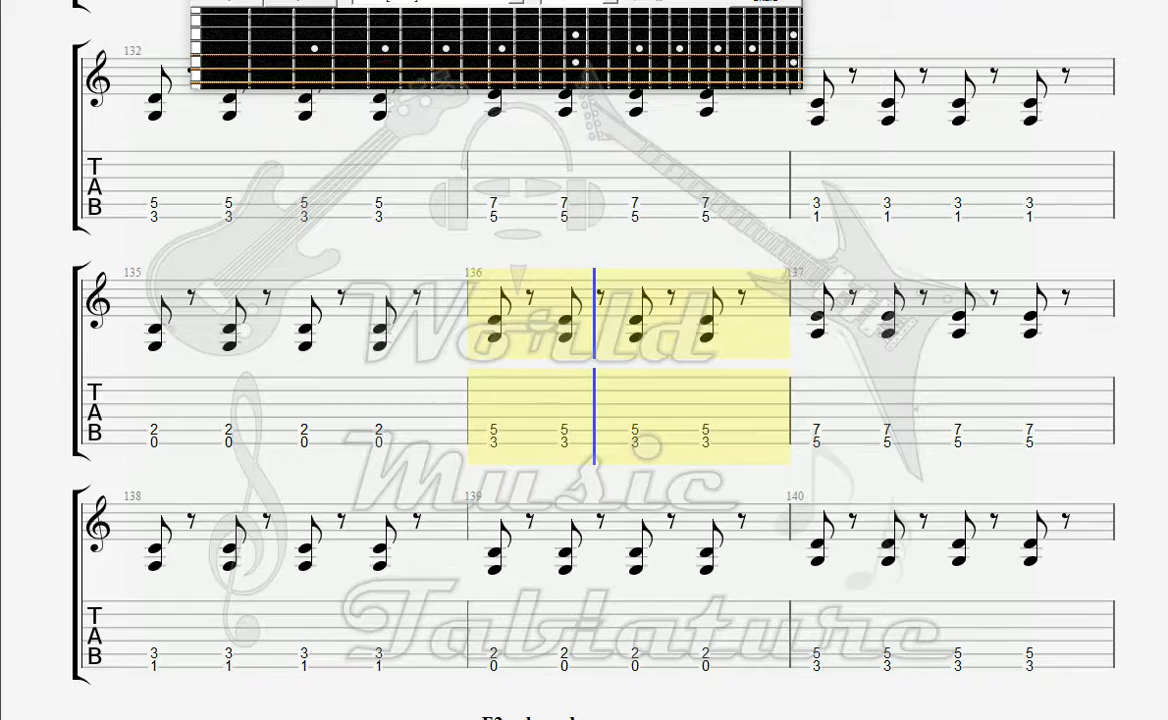 132
T
A
B
5 5 5 5 7 7 7 7 3 3 3 3
3 3 3 3 5 5 5 5 1 1 1 1
135 136 137
World
T
A
B
2 2 2 2 5 5 5 5 7 7 7 7
0 0 0 0 3 3 3 3 5 5 5 5
Music
138 139 140
Tablature
T
A
B
3 3 3 3 2 2 2 2 5 5 5 5
1 1 1 1 0 0 0 0 3 3 3 3